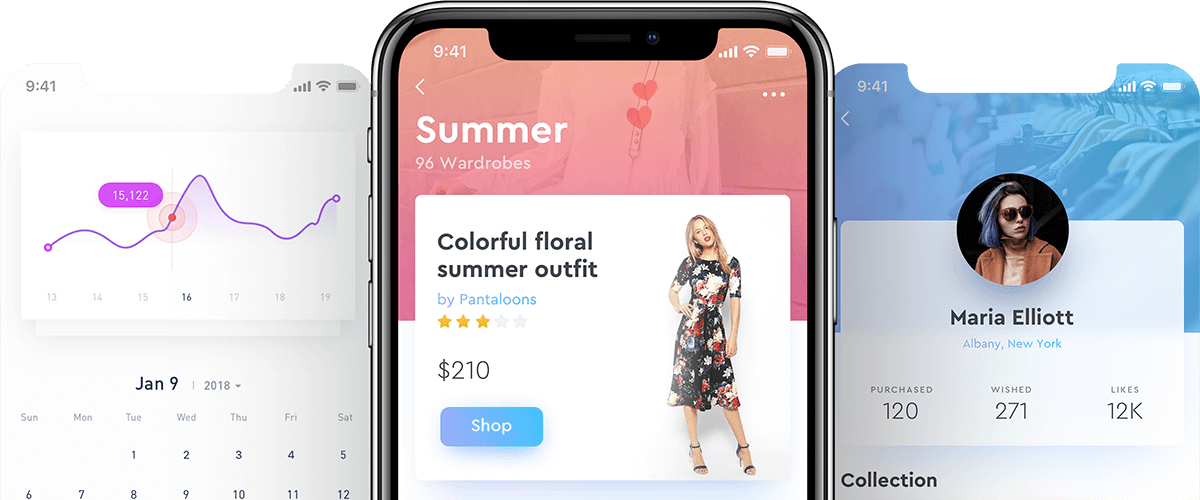 9:41
15,122
13 14 15 16 17 18 19
Jan 9 | 2018
Sun Mon Tue Wed Thu Fri Sat
1 2 3 4 5
6 7 8 9 10 11 12
9:41
Summer
96 Wardrobes
Colorful floral
summer outfit
by Pantaloons
$210
Shop
9:41
Maria Elliott
Albany, New York
PURCHASED WISHED LIKES
120 271 12K
Collection